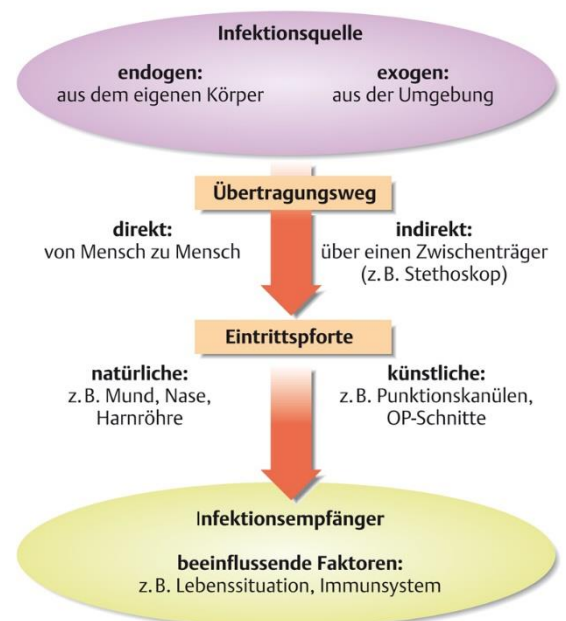 Infektionsquelle
endogen:
aus dem eigenen Körper
exogen:
aus der Umgebung
Übertragungsweg
direkt:
von Mensch zu Mensch
indirekt:
über einen Zwischenträger
(z. B. Stethoskop)
Eintrittspforte
natürliche:
z. B. Mund, Nase,
Harnröhre
künstliche:
z. B. Punktionskanülen,
OP-Schnitte
Infektionsempfänger
beeinflussende Faktoren:
z. B. Lebenssituation, Immunsystem